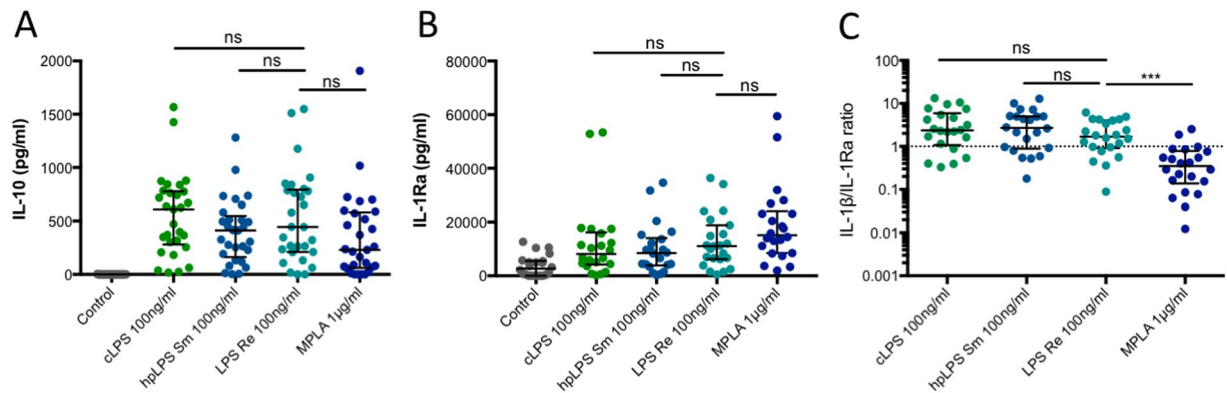 A
IL-10 (pg/ml)
2000
1500
1000
500
0
ns
ns
ns
Control
cLPS 100ng/ml
hpLPS Sm 100ng/ml
LPS Re 100ng/ml
MPLA 1µg/ml
B
IL-1Ra (pg/ml)
80000
60000
40000
20000
0
ns
ns
ns
Control
cLPS 100ng/ml
hpLPS Sm 100ng/ml
LPS Re 100ng/ml
MPLA 1µg/ml
C
IL-1β/IL-1Ra ratio
100
10
1
0.1
0.01
0.001
ns
ns
***
cLPS 100ng/ml
hpLPS Sm 100ng/ml
LPS Re 100ng/ml
MPLA 1µg/ml